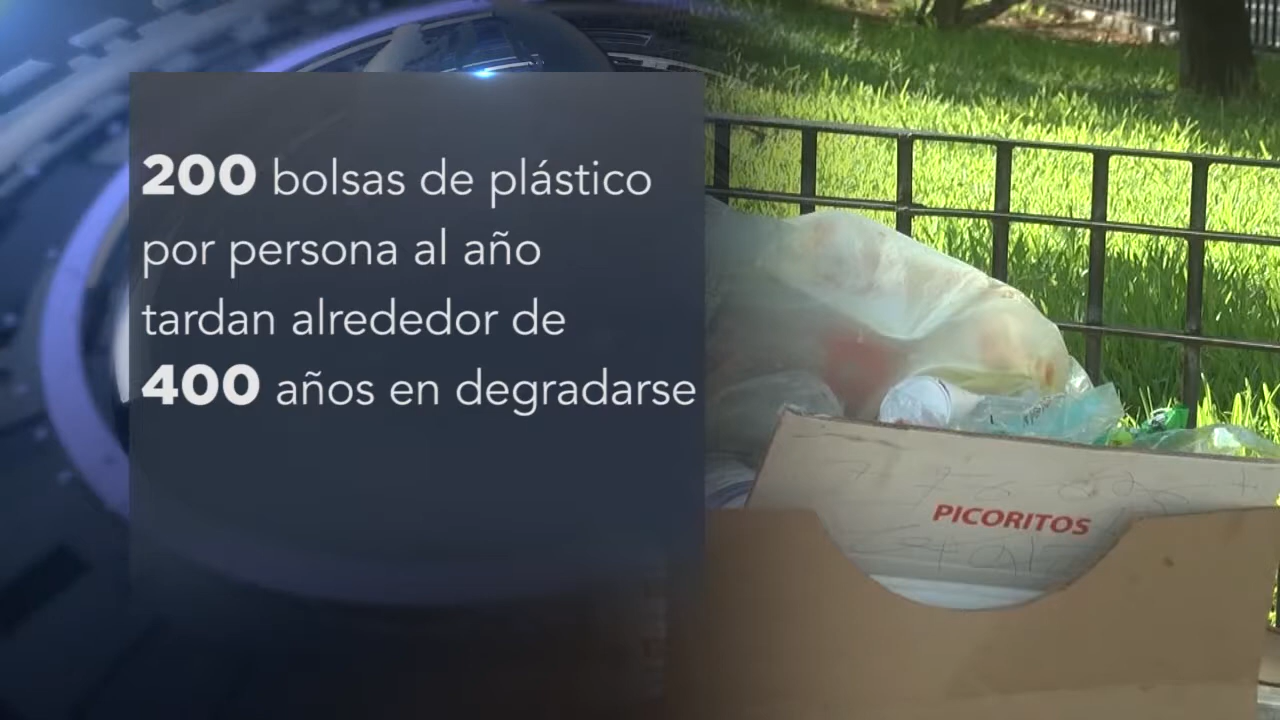 200 bolsas de plástico
por persona al año
tardan alrededor de
400 años en degradarse
PICORITOS